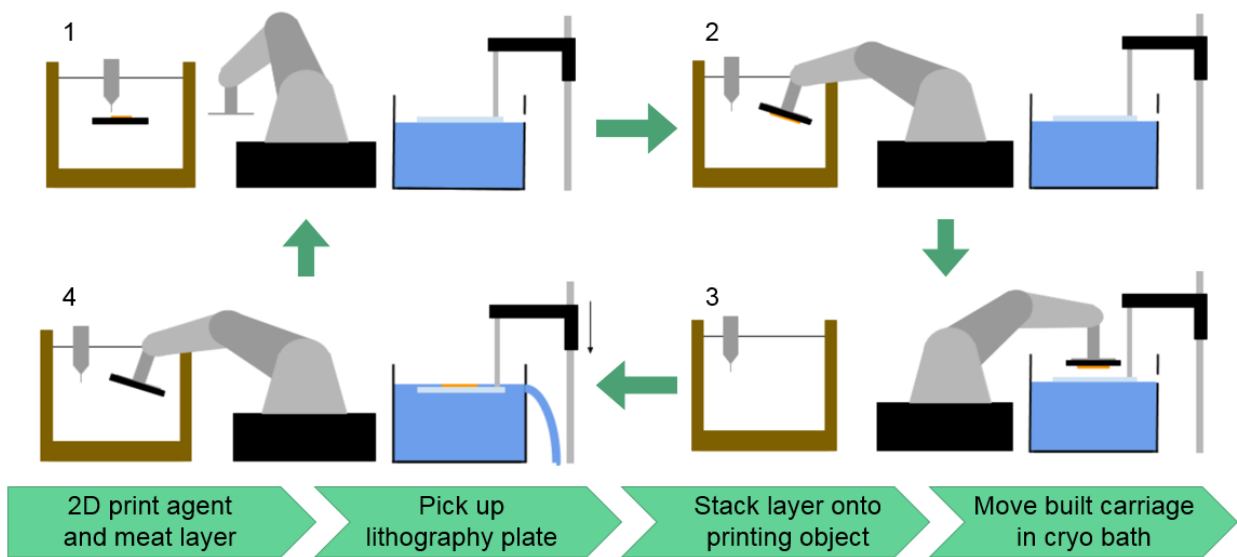 1
2
4
3
2D print agent
and meat layer
Pick up
lithography plate
Stack layer onto
printing object
Move built carriage
in cryo bath